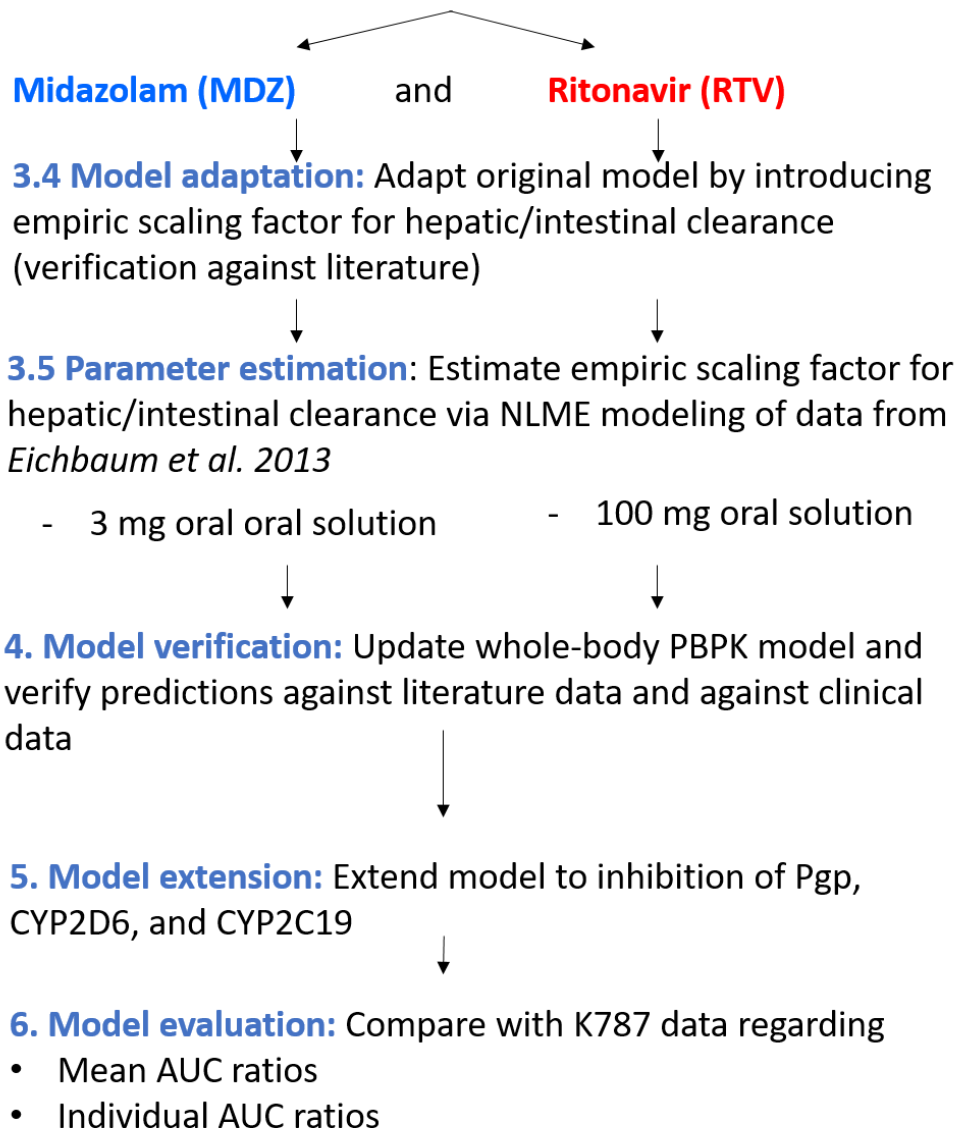 Midazolam (MDZ) and Ritonavir (RTV)
3.4 Model adaptation: Adapt original model by introducing
empiric scaling factor for hepatic/intestinal clearance
(verification against literature)
3.5 Parameter estimation: Estimate empiric scaling factor for
hepatic/intestinal clearance via NLME modeling of data from
Eichbaum et al. 2013
- 3 mg oral oral solution - 100 mg oral solution
4. Model verification: Update whole-body PBPK model and
verify predictions against literature data and against clinical
data
5. Model extension: Extend model to inhibition of Pgp,
CYP2D6, and CYP2C19
6. Model evaluation: Compare with K787 data regarding
• Mean AUC ratios
• Individual AUC ratios